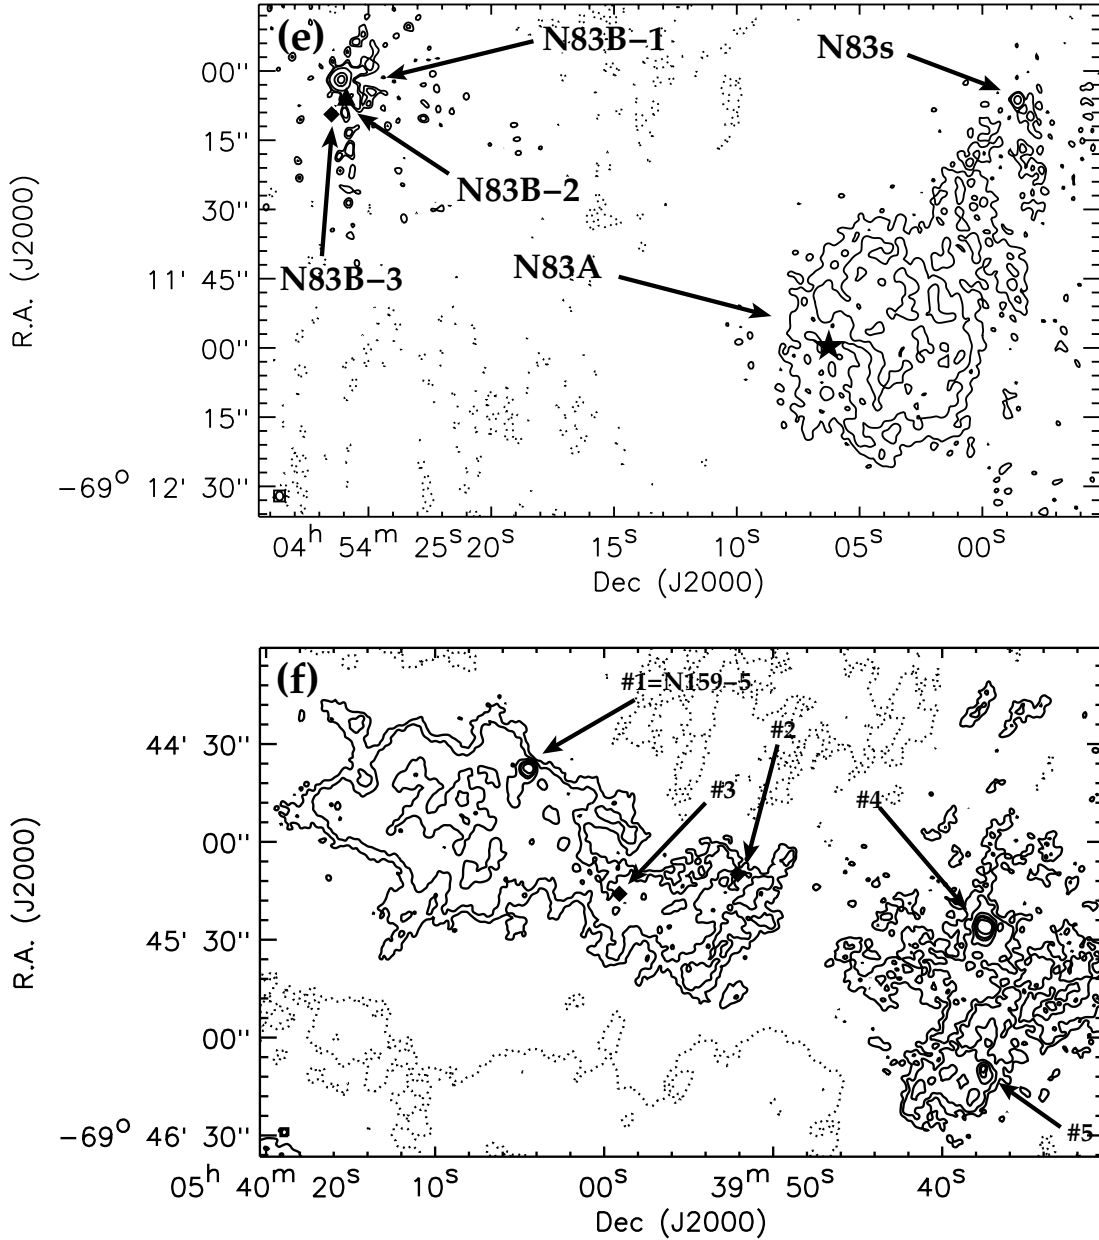 (e)
N83B-1
N83s
00''
15''
N83B-2
30''
N83B-3
N83A
11' 45''
00''
15''
-69° 12' 30''
R.A. (J2000)
04ʰ 54ᵐ 25ˢ 20ˢ 15ˢ 10ˢ 05ˢ 00ˢ
Dec (J2000)
(f)
#1=N159-5
#2
44' 30''
#3
#4
00''
45' 30''
00''
#5
-69° 46' 30''
R.A. (J2000)
05ʰ 40ᵐ 20ˢ 10ˢ 00ˢ 39ᵐ 50ˢ 40ˢ
Dec (J2000)